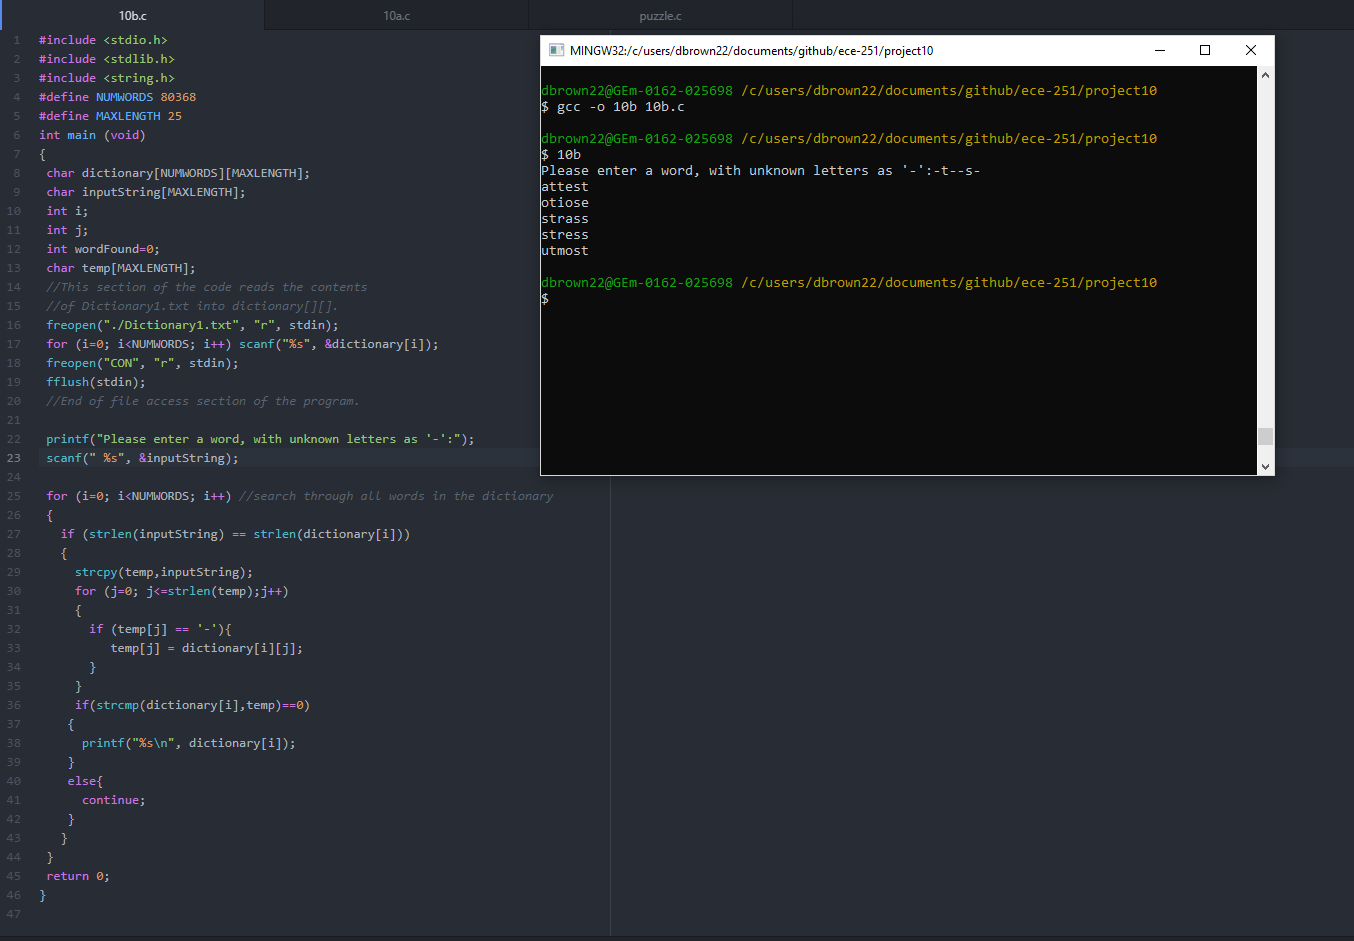 10b.c
10a.c
puzzle.c
1 #include <stdio.h>
2 #include <stdlib.h>
3 #include <string.h>
4 #define NUMWORDS 80368
5 #define MAXLENGTH 25
6 int main (void)
7 {
8 char dictionary[NUMWORDS][MAXLENGTH];
9 char inputString[MAXLENGTH];
10 int i;
11 int j;
12 int wordFound=0;
13 char temp[MAXLENGTH];
14 //This section of the code reads the contents
15 //of Dictionary1.txt into dictionary[][].
16 freopen("./Dictionary1.txt", "r", stdin);
17 for (i=0; i<NUMWORDS; i++) scanf("%s", &dictionary[i]);
18 freopen("CON", "r", stdin);
19 fflush(stdin);
20 //End of file access section of the program.
21
22 printf("Please enter a word, with unknown letters as '-':");
23 scanf(" %s", &inputString);
24
25 for (i=0; i<NUMWORDS; i++) //search through all words in the dictionary
26 {
27 if (strlen(inputString) == strlen(dictionary[i]))
28 {
29 strcpy(temp,inputString);
30 for (j=0; j<=strlen(temp);j++)
31 {
32 if (temp[j] == '-'){
33 temp[j] = dictionary[i][j];
34 }
35 }
36 if(strcmp(dictionary[i],temp)==0)
37 {
38 printf("%s\n", dictionary[i]);
39 }
40 else{
41 continue;
42 }
43 }
44 }
45 return 0;
46 }
47
MINGW32:/c/users/dbrown22/documents/github/ece-251/project10
dbrown22@GEm-0162-025698 /c/users/dbrown22/documents/github/ece-251/project10
$ gcc -o 10b 10b.c
dbrown22@GEm-0162-025698 /c/users/dbrown22/documents/github/ece-251/project10
$ 10b
Please enter a word, with unknown letters as '-':-t--s-
attest
otiose
strass
stress
utmost
dbrown22@GEm-0162-025698 /c/users/dbrown22/documents/github/ece-251/project10
$